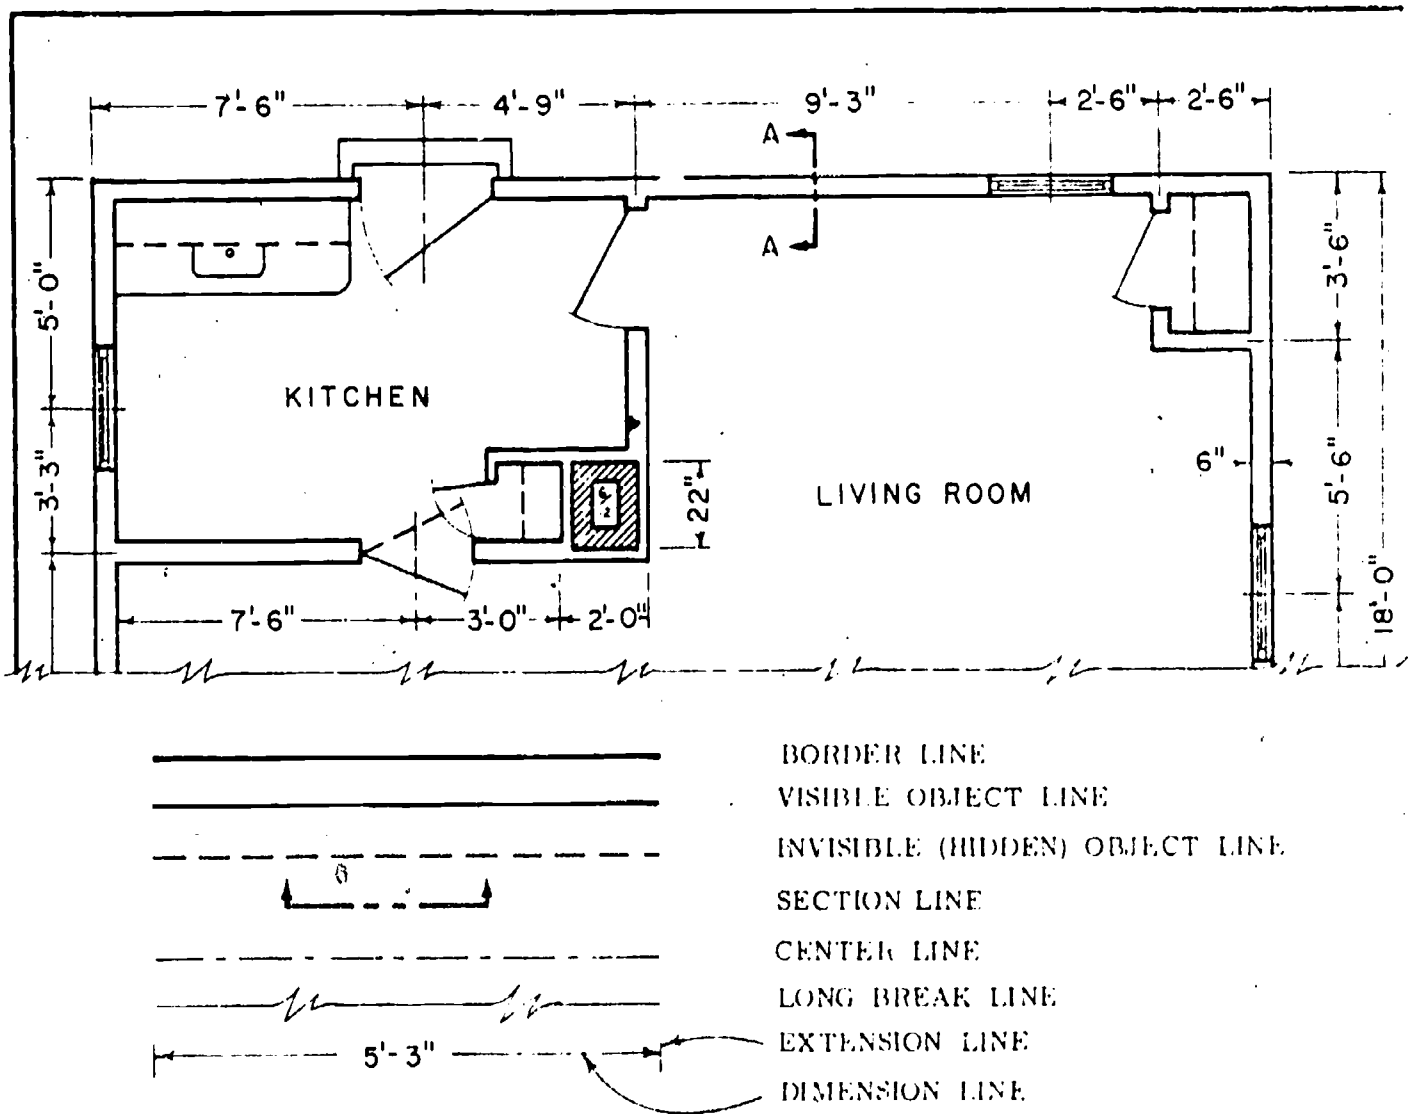 7'-6" 4'-9" 9'-3" 2'-6" 2'-6"
A
A
5'-0"
3'-6"
KITCHEN
3'-3"
6"
5'-6"
LIVING ROOM
22"
18'-0"
7'-6" 3'-0" 2'-0"
BORDER LINE
VISIBLE OBJECT LINE
INVISIBLE (HIDDEN) OBJECT LINE
SECTION LINE
CENTER LINE
LONG BREAK LINE
5'-3"
EXTENSION LINE
DIMENSION LINE